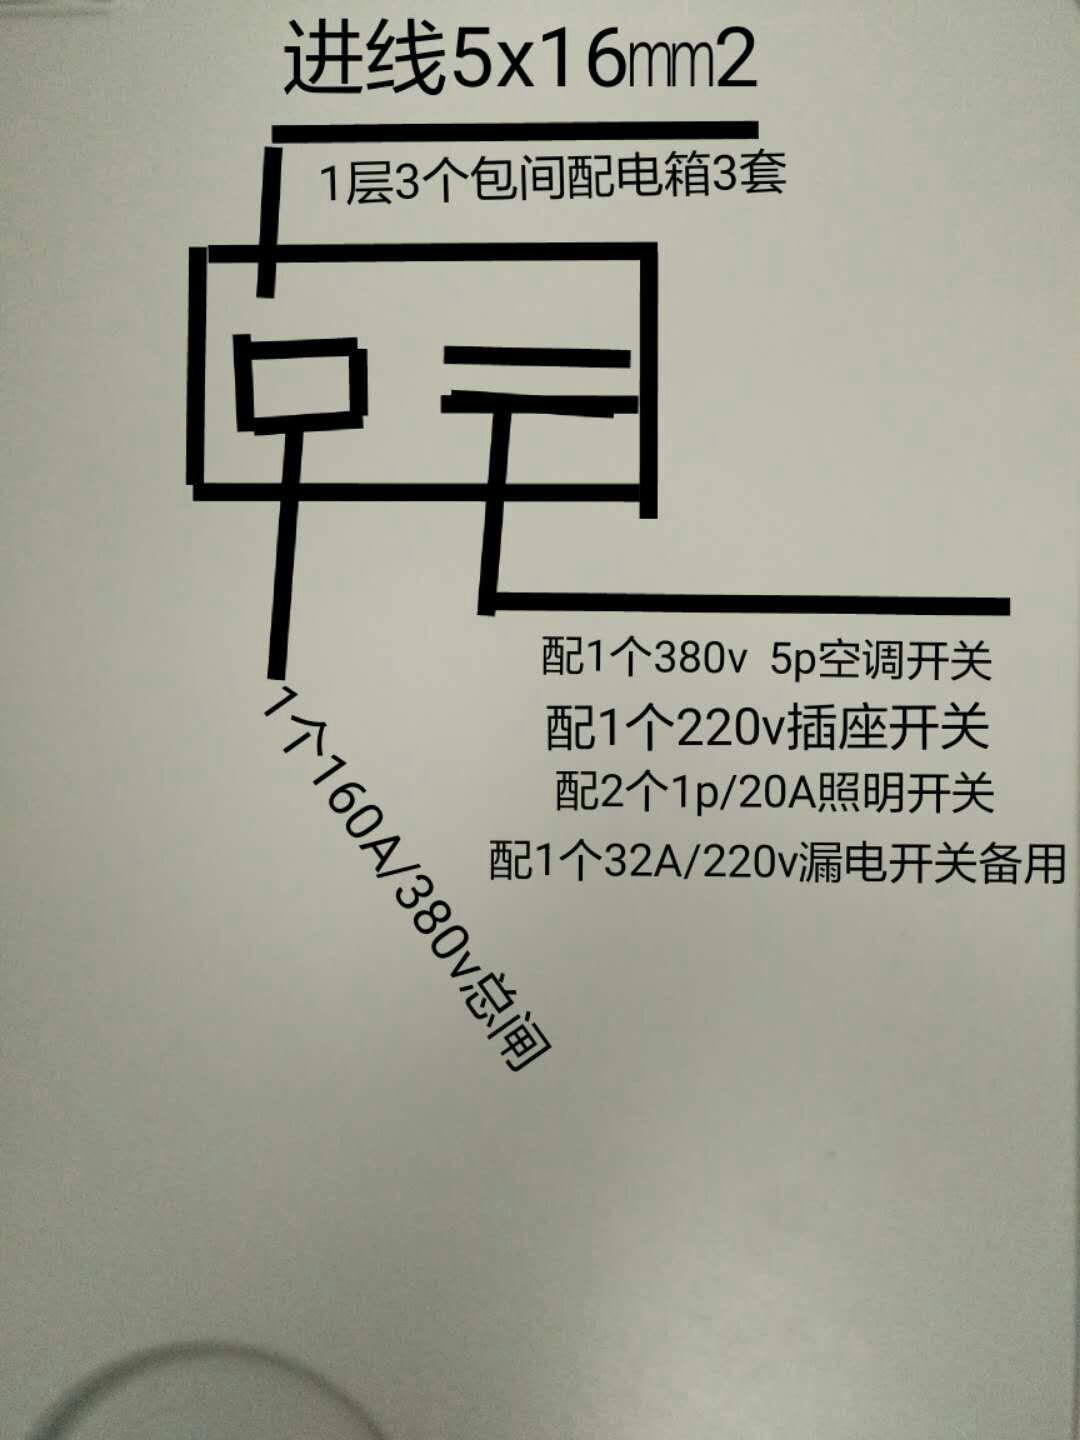 进线5x16mm2
1层3个包间配电箱3套
配1个380v 5p空调开关
配1个220v插座开关
配2个1p/20A照明开关
配1个32A/220v漏电开关备用
1个160A/380v总闸